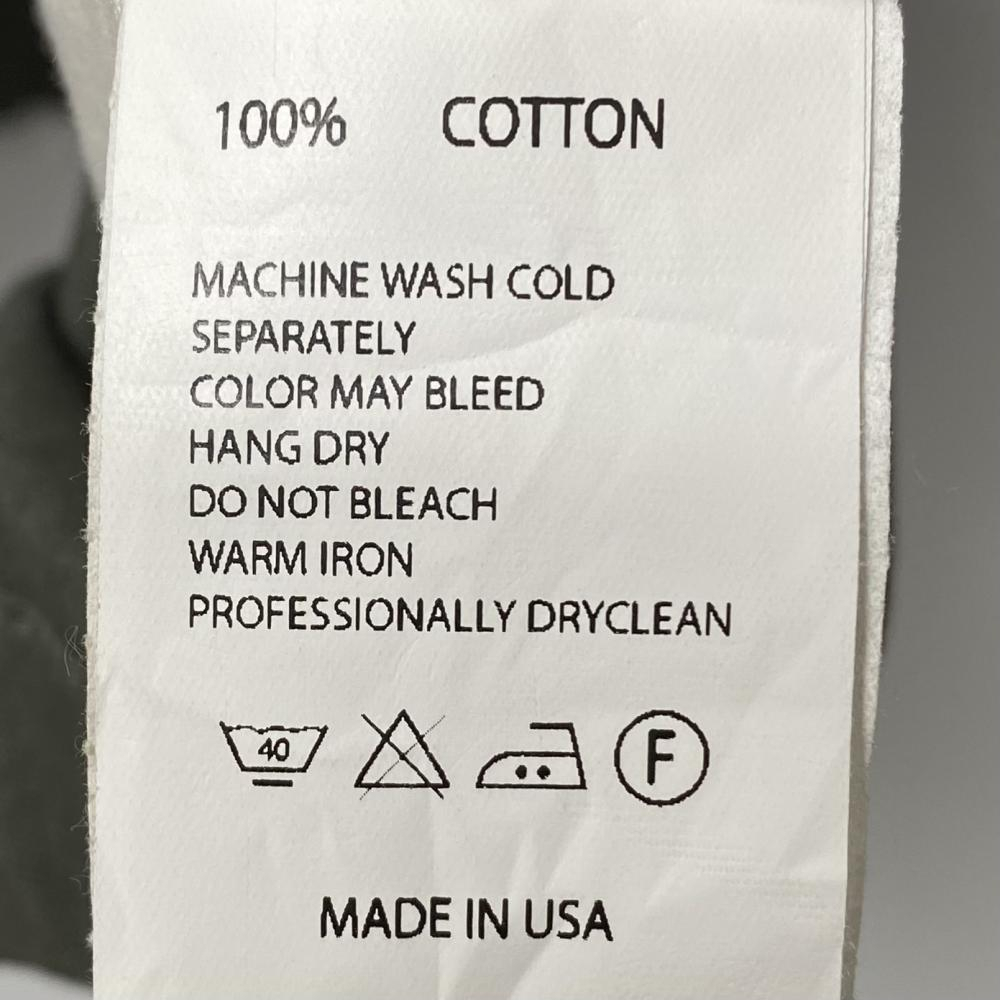 100% COTTON
MACHINE WASH COLD
SEPARATELY
COLOR MAY BLEED
HANG DRY
DO NOT BLEACH
WARM IRON
PROFESSIONALLY DRYCLEAN
40 F
MADE IN USA